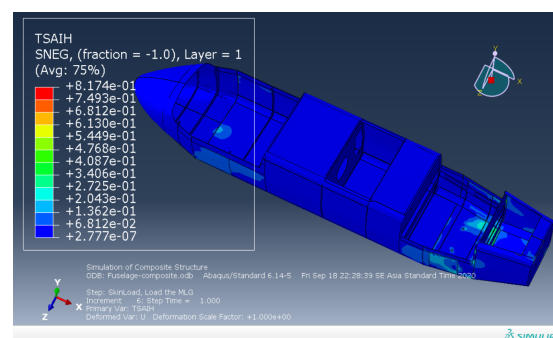 TSAIH
SNEG, (fraction = -1.0), Layer = 1
(Avg: 75%)
+8.174e-01
+7.493e-01
+6.812e-01
+6.130e-01
+5.449e-01
+4.768e-01
+4.087e-01
+3.406e-01
+2.725e-01
+2.043e-01
+1.362e-01
+6.812e-02
+2.777e-07
Y
X
Z
Simulation of Composite Structure
ODB: Fuselage-composite.odb Abaqus/Standard 6.14-5 Fri Sep 18 22:28:39 SE Asia Standard Time 2020
Y
X
Z
Step: SkinLoad, Load the MLG
Increment 6: Step Time = 1.000
Primary Var: TSAIH
Deformed Var: U Deformation Scale Factor: +1.000e+00